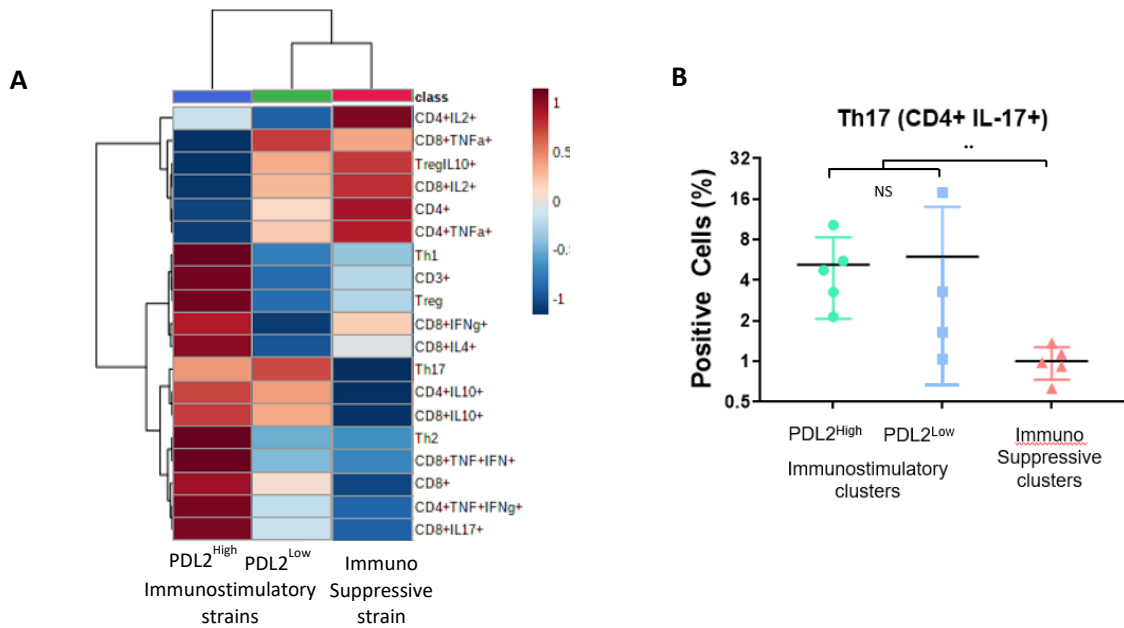 A
class
CD4+IL2+
CD8+TNFa+
TregIL10+
CD8+IL2+
CD4+
CD4+TNFa+
Th1
CD3+
Treg
CD8+IFNg+
CD8+IL4+
Th17
CD4+IL10+
CD8+IL10+
Th2
CD8+TNF+IFN+
CD8+
CD4+TNF+IFNg+
CD8+IL17+
1
0.5
0
-0.5
-1
PDL2High PDL2Low Immuno
Immunostimulatory Suppressive
strains strain
B
Th17 (CD4+ IL-17+)
Positive Cells (%)
32
16
8
4
2
1
0.5
**
NS
PDL2High PDL2Low Immuno
Immunostimulatory Suppressive
clusters clusters